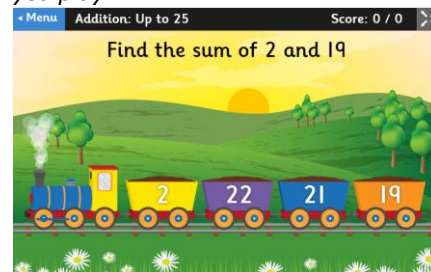 ◂ Menu Addition: Up to 25 Score: 0 / 0
Find the sum of 2 and 19
2 22 21 19